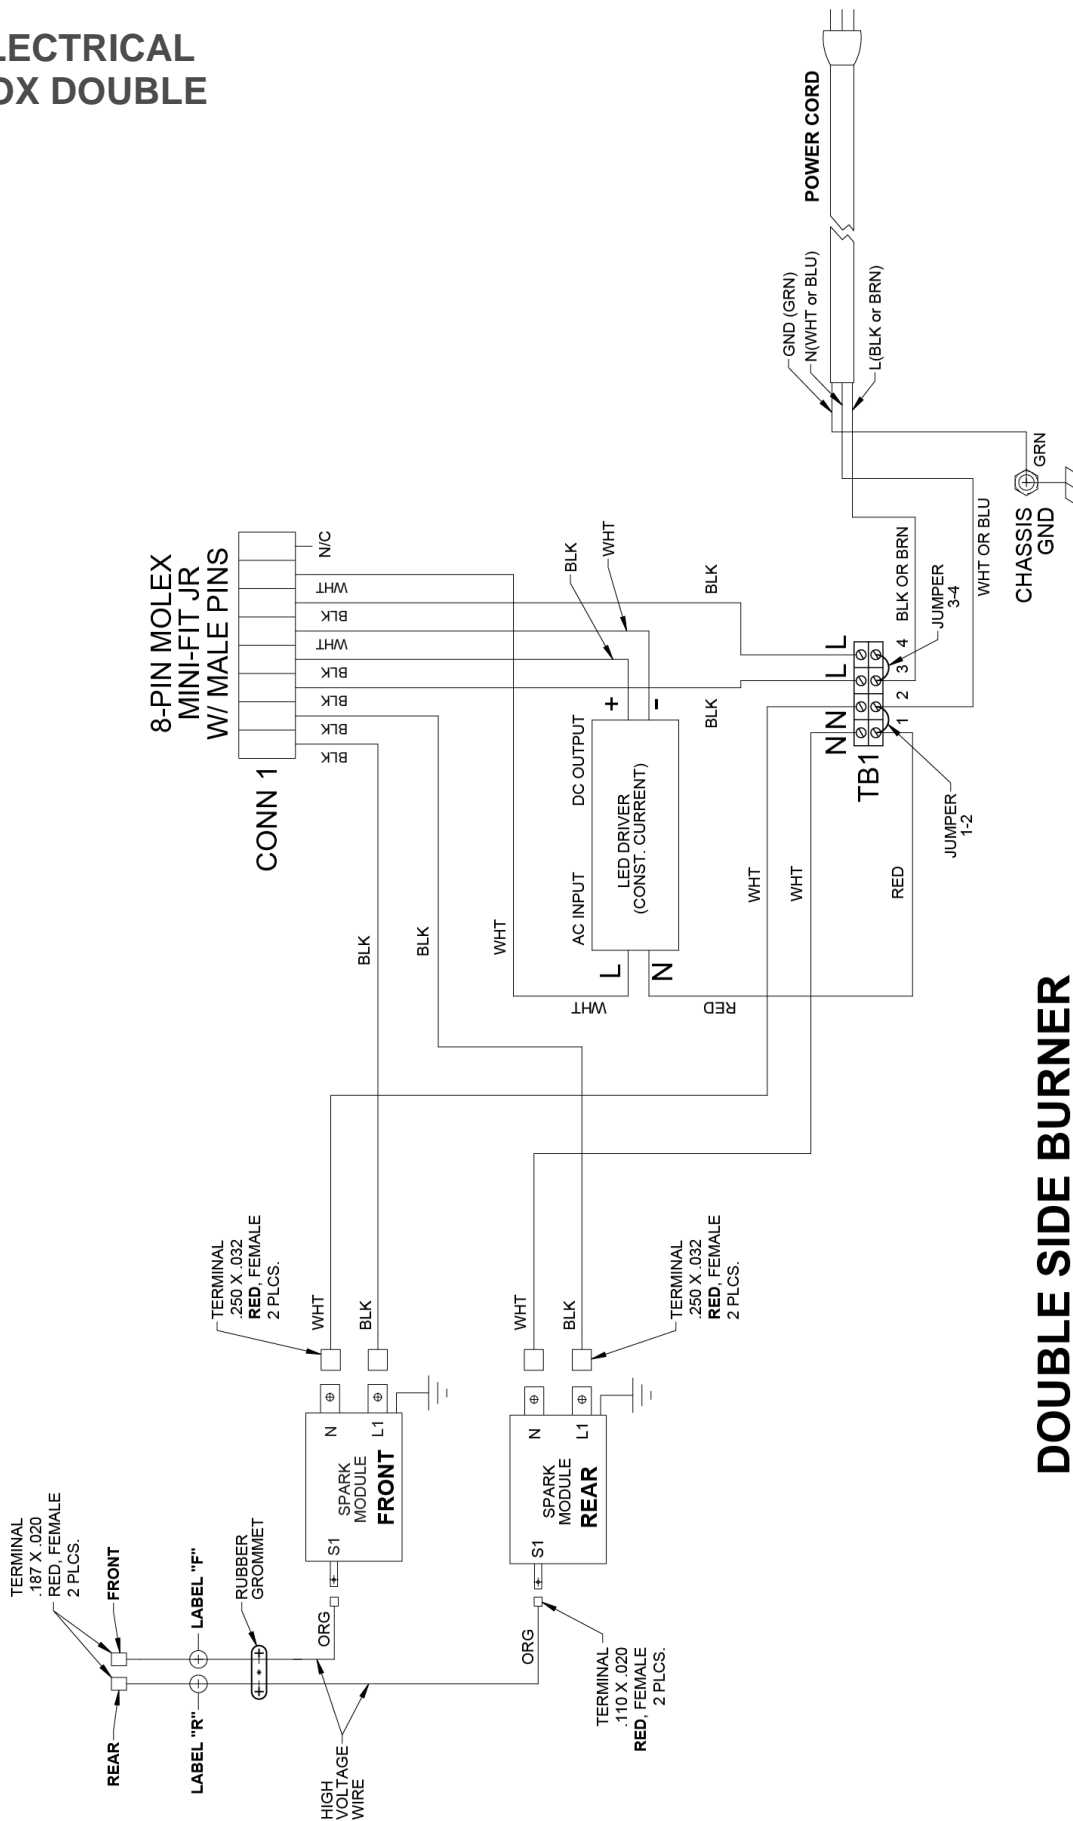 LECTRICAL
OX DOUBLE
POWER CORD
GND (GRN)
N(WHT or BLU)
L(BLK or BRN)
GRN
CHASSIS
GND
WHT OR BLU
BLK OR BRN
JUMPER
3-4
8-PIN MOLEX
MINI-FIT JR
W/ MALE PINS
N/C
WHT
BLK
WHT
BLK
BLK
BLK
BLK
CONN 1
BLK
WHT
BLK
BLK
L
L
N
N
4
3
2
1
TB1
JUMPER
1-2
+
-
DC OUTPUT
LED DRIVER
(CONST. CURRENT)
AC INPUT
L
N
WHT
RED
BLK
BLK
WHT
WHT
WHT
RED
TERMINAL
.250 X .032
RED, FEMALE
2 PLCS.
WHT
BLK
WHT
BLK
TERMINAL
.250 X .032
RED, FEMALE
2 PLCS.
N
L1
SPARK
MODULE
FRONT
S1
N
L1
SPARK
MODULE
REAR
S1
TERMINAL
.187 X .020
RED, FEMALE
2 PLCS.
FRONT
LABEL "F"
RUBBER
GROMMET
ORG
ORG
TERMINAL
.110 X .020
RED, FEMALE
2 PLCS.
REAR
LABEL "R"
HIGH
VOLTAGE
WIRE
DOUBLE SIDE BURNER